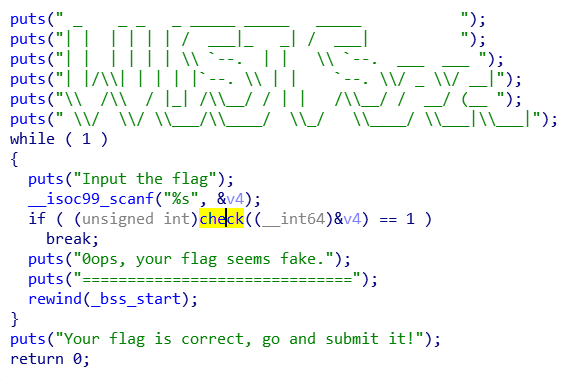 puts(" _     _ _   _ _____ _____   _____           ");
puts("| |  | | | | / ___|_   _| / ___|          ");
puts("| |  | | | | \\ `--. | |   \\ `--.  ___  ___ ");
puts("| |/\\| | | | |`--. \\ | |    `--. \\/ _ \\/ __|");
puts("\\  /\\  / |_| /\\__/ / | |   /\\__/ /  __/ (__ ");
puts(" \\/  \\/ \\___/\\____/  \\_/   \\____/ \\___|\\___|");
while ( 1 )
{
  puts("Input the flag");
  __isoc99_scanf("%s", &v4);
  if ( (unsigned int)check((__int64)&v4) == 1 )
    break;
  puts("0ops, your flag seems fake.");
  puts("==============================");
  rewind(_bss_start);
}
puts("Your flag is correct, go and submit it!");
return 0;